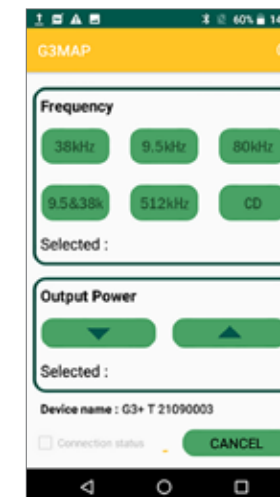 60% 14
G3MAP
Frequency
38kHz 9.5kHz 80kHz
9.5&38k 512kHz CD
Selected :
Output Power
Selected :
Device name : G3+ T 21090003
Connection status CANCEL